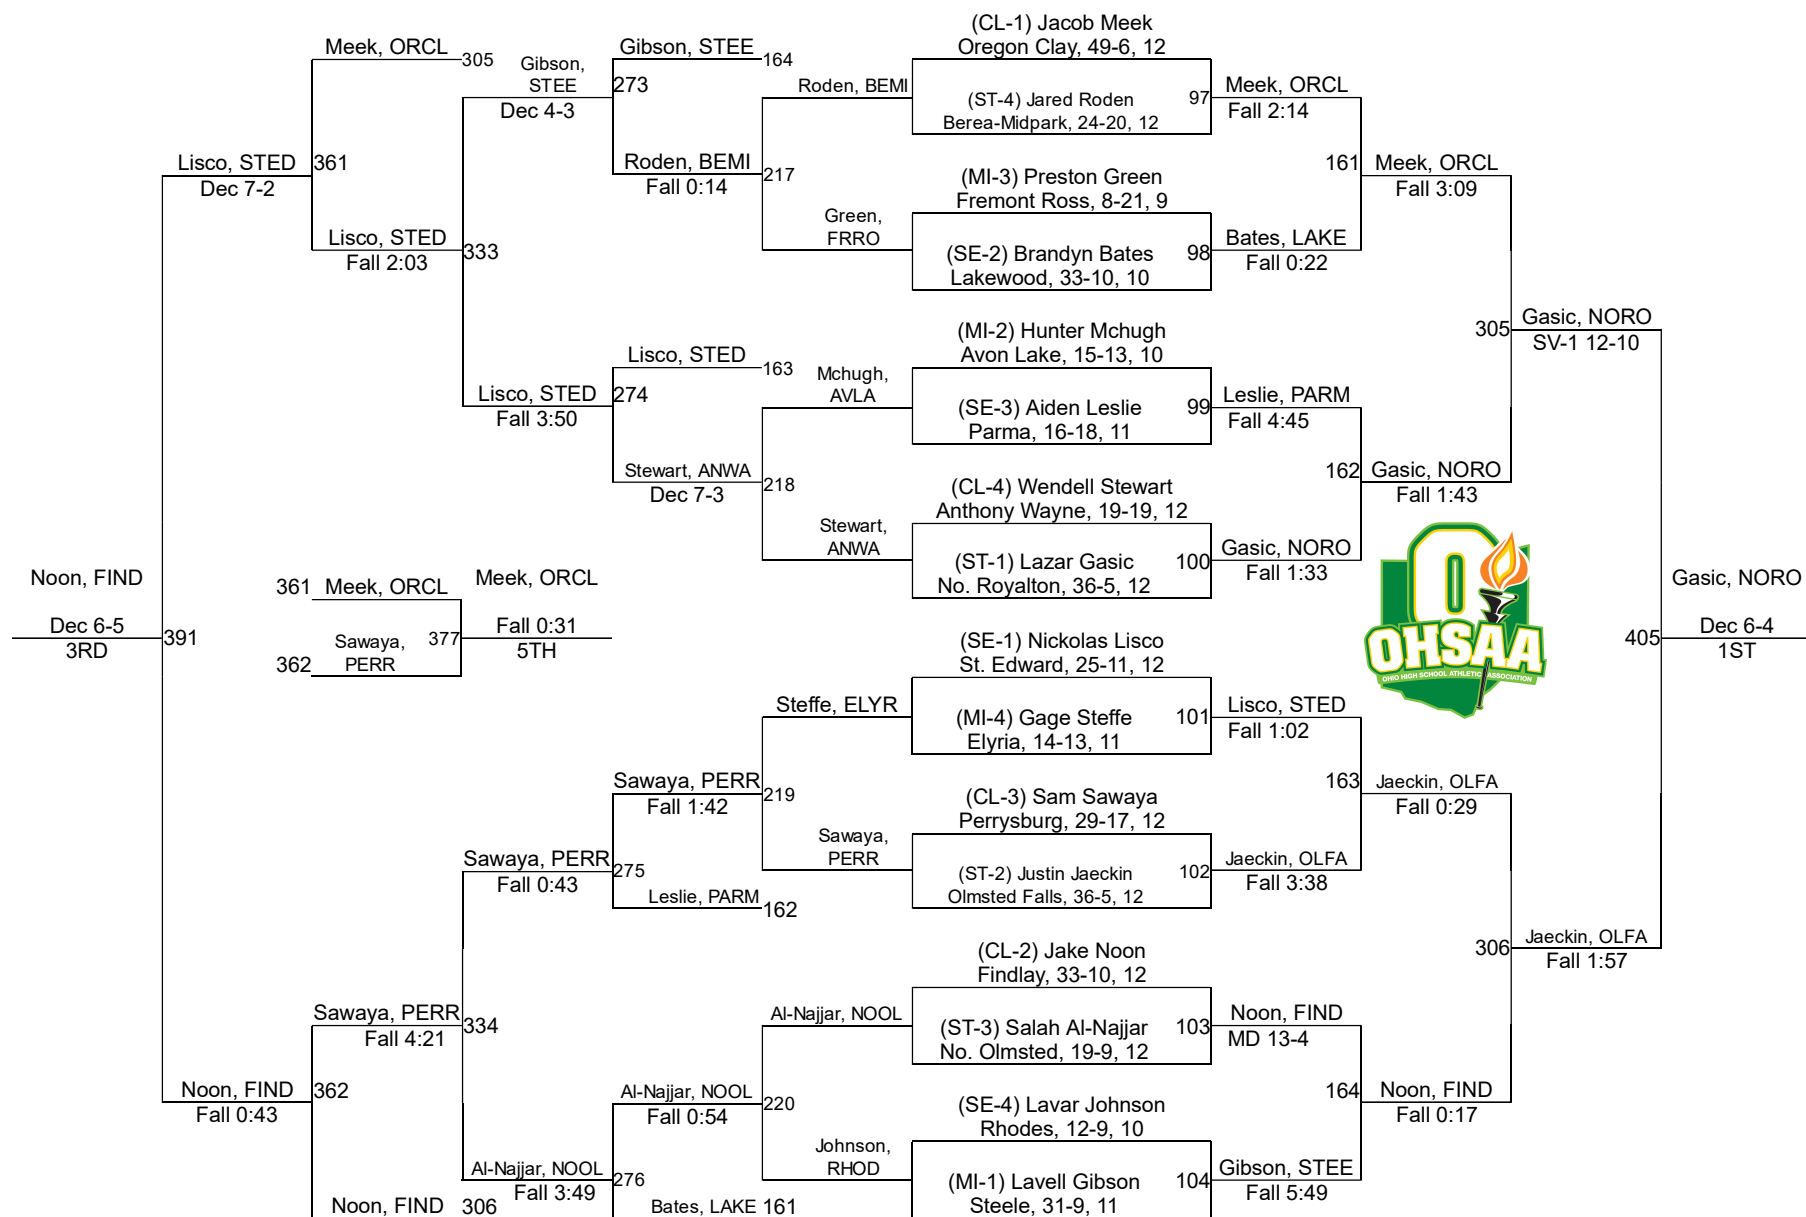 (CL-1) Jacob Meek
Oregon Clay, 49-6, 12
Meek, ORCL
305
Gibson,
STEE
Dec 4-3
Gibson, STEE
164
273
Roden, BEMI
(ST-4) Jared Roden
Berea-Midpark, 24-20, 12
97
Meek, ORCL
Fall 2:14
Lisco, STED
Dec 7-2
361
Roden, BEMI
Fall 0:14
217
(MI-3) Preston Green
Fremont Ross, 8-21, 9
161
Meek, ORCL
Fall 3:09
Lisco, STED
Fall 2:03
333
Green,
FRRO
(SE-2) Brandyn Bates
Lakewood, 33-10, 10
98
Bates, LAKE
Fall 0:22
(MI-2) Hunter Mchugh
Avon Lake, 15-13, 10
305
Gasic, NORO
SV-1 12-10
Lisco, STED
163
Lisco, STED
Fall 3:50
274
Mchugh,
AVLA
(SE-3) Aiden Leslie
Parma, 16-18, 11
99
Leslie, PARM
Fall 4:45
Stewart, ANWA
Dec 7-3
218
(CL-4) Wendell Stewart
Anthony Wayne, 19-19, 12
162
Gasic, NORO
Fall 1:43
Stewart,
ANWA
(ST-1) Lazar Gasic
No. Royalton, 36-5, 12
100
Gasic, NORO
Fall 1:33
O
OHSAA
OHIO HIGH SCHOOL ATHLETIC ASSOCIATION
Noon, FIND
Dec 6-5
3RD
391
361
Meek, ORCL
Sawaya,
PERR
362
377
Meek, ORCL
Fall 0:31
5TH
Gasic, NORO
405
Dec 6-4
1ST
(SE-1) Nickolas Lisco
St. Edward, 25-11, 12
Steffe, ELYR
(MI-4) Gage Steffe
Elyria, 14-13, 11
101
Lisco, STED
Fall 1:02
Sawaya, PERR
Fall 1:42
219
(CL-3) Sam Sawaya
Perrysburg, 29-17, 12
163
Jaeckin, OLFA
Fall 0:29
Sawaya, PERR
Fall 0:43
275
Sawaya,
PERR
(ST-2) Justin Jaeckin
Olmsted Falls, 36-5, 12
102
Jaeckin, OLFA
Fall 3:38
Leslie, PARM
162
(CL-2) Jake Noon
Findlay, 33-10, 12
306
Jaeckin, OLFA
Fall 1:57
Sawaya, PERR
Fall 4:21
334
Al-Najjar, NOOL
(ST-3) Salah Al-Najjar
No. Olmsted, 19-9, 12
103
Noon, FIND
MD 13-4
Noon, FIND
Fall 0:43
362
Al-Najjar, NOOL
Fall 0:54
220
(SE-4) Lavar Johnson
Rhodes, 12-9, 10
164
Noon, FIND
Fall 0:17
Al-Najjar, NOOL
Fall 3:49
276
Johnson,
RHOD
(MI-1) Lavell Gibson
Steele, 31-9, 11
104
Gibson, STEE
Fall 5:49
Noon, FIND
306
Bates, LAKE
161